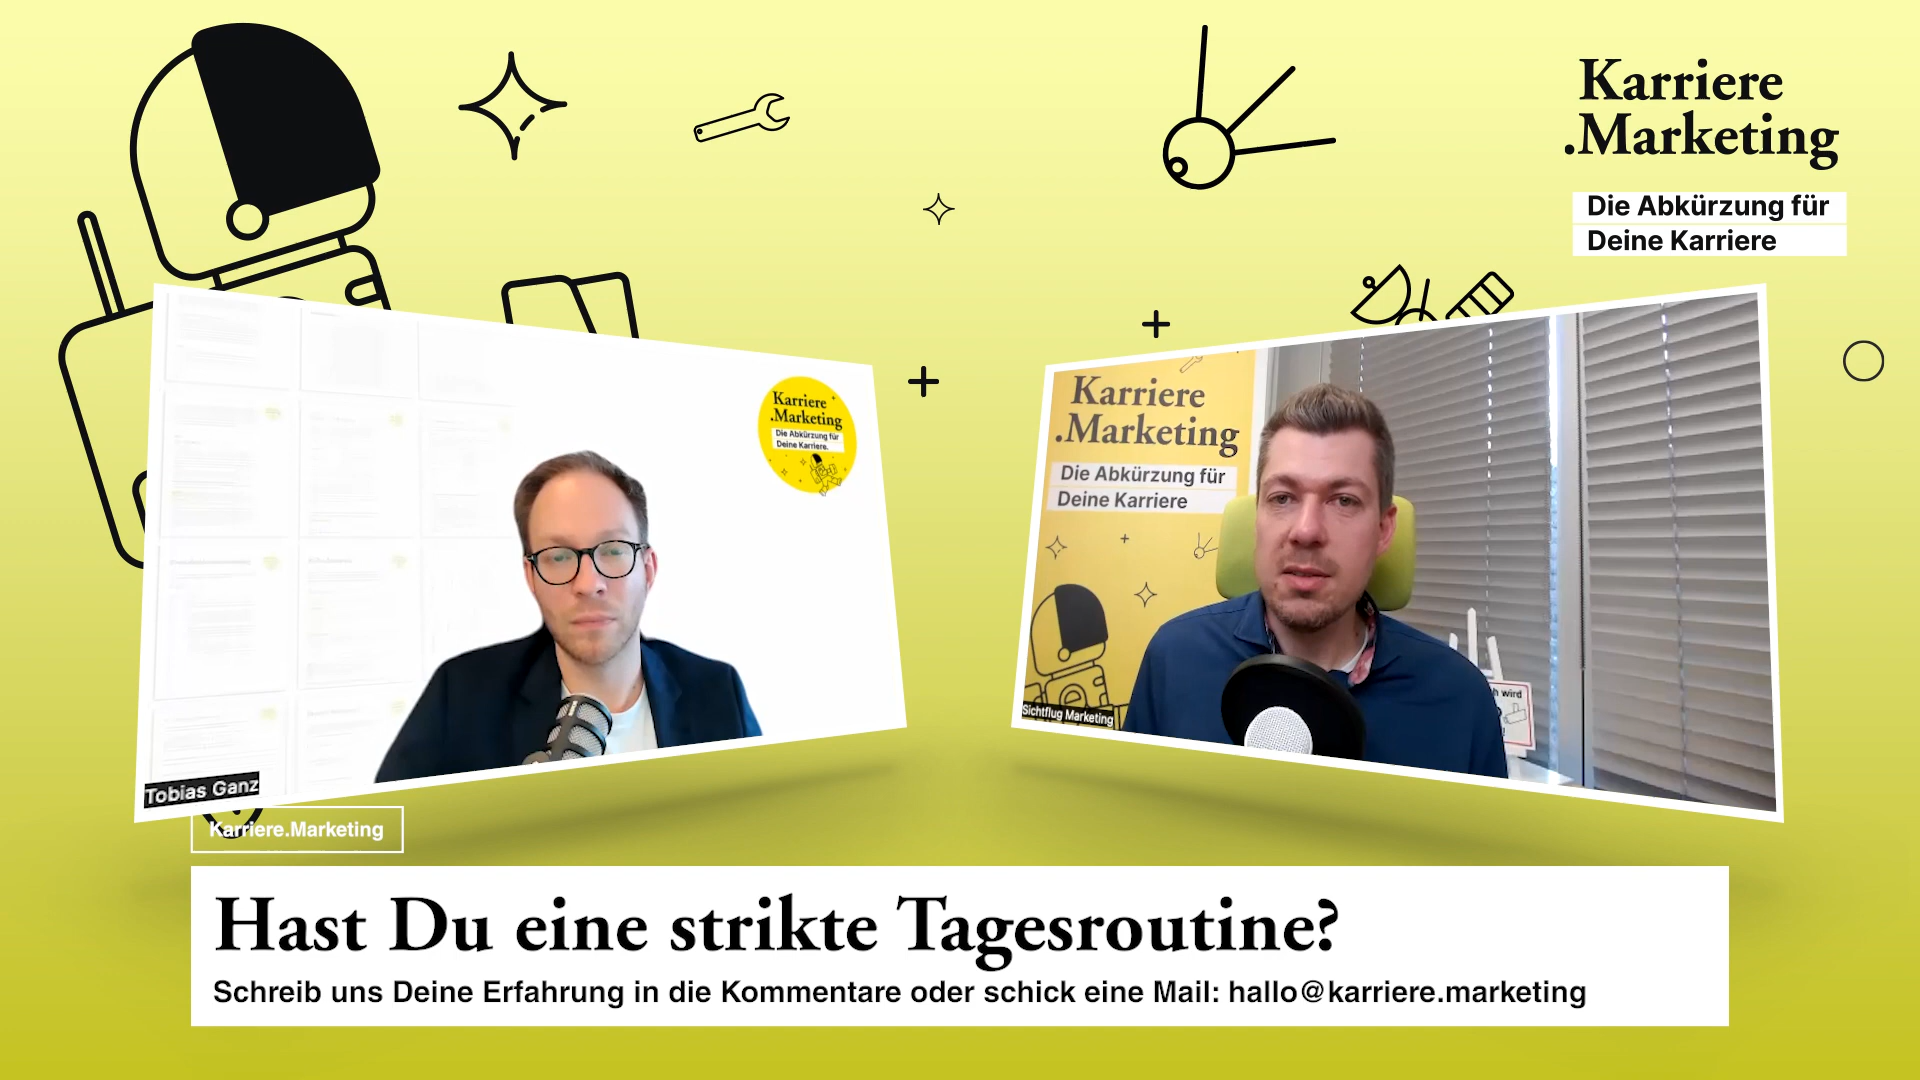 Karriere
.Marketing
Die Abkürzung für
Deine Karriere
Karriere
.Marketing
Die Abkürzung für
Deine Karriere.
Tobias Ganz
Karriere
.Marketing
Die Abkürzung für
Deine Karriere
Sichtflug Marketing
wird
Karriere.Marketing
Hast Du eine strikte Tagesroutine?
Schreib uns Deine Erfahrung in die Kommentare oder schick eine Mail: hallo@karriere.marketing